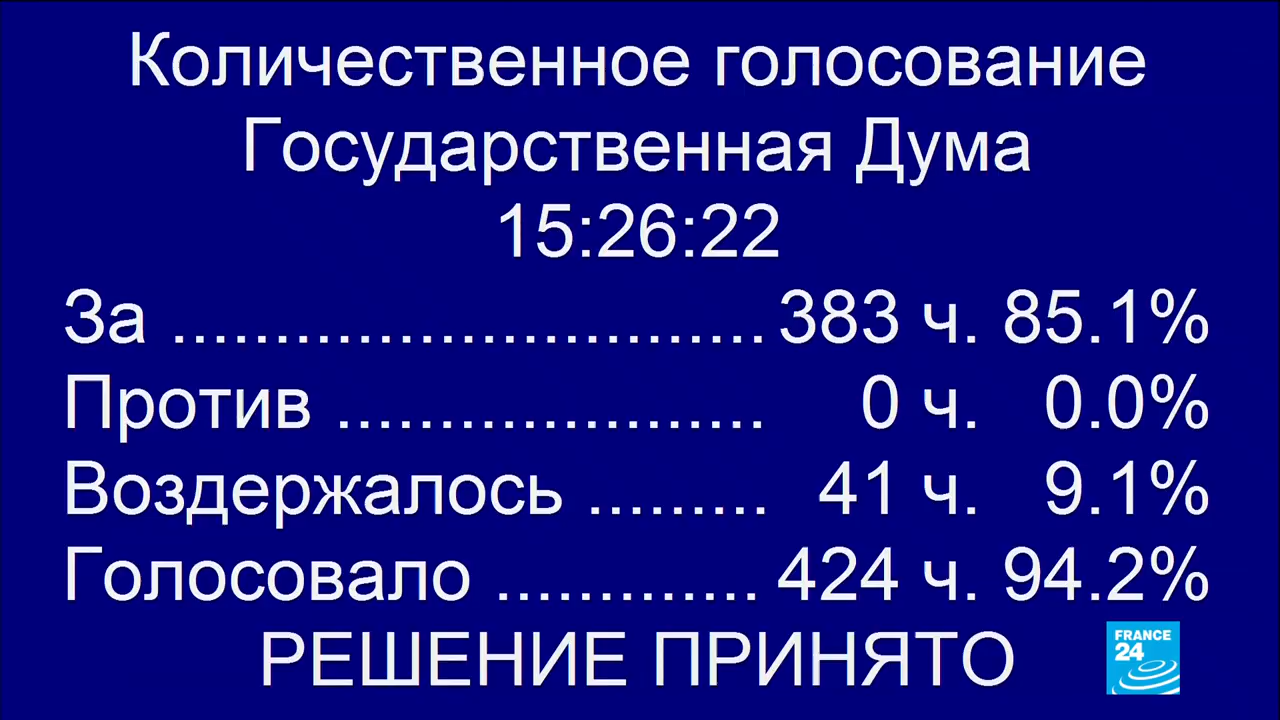 Количественное голосование
Государственная Дума
15:26:22
За ............................. 383 ч. 85.1%
Против ..................... 0 ч. 0.0%
Воздержалось ......... 41 ч. 9.1%
Голосовало ............. 424 ч. 94.2%
РЕШЕНИЕ ПРИНЯТО
FRANCE
24